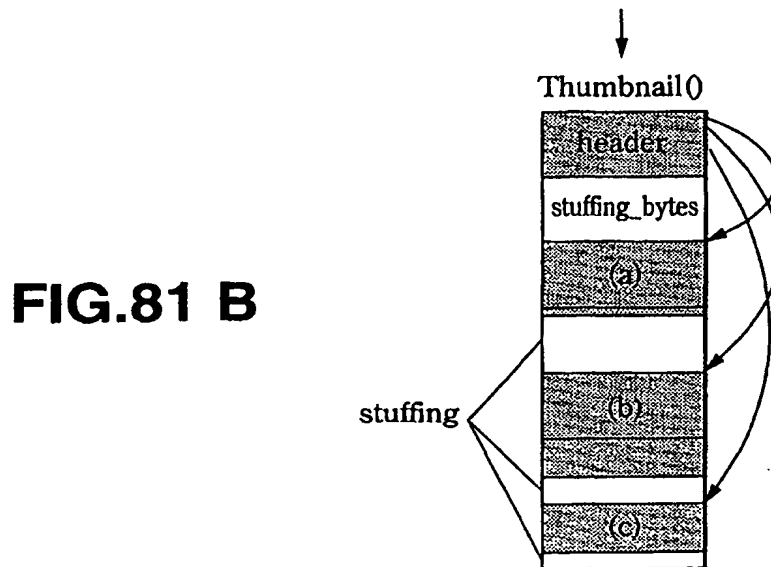 Thumbnail()
header
stuffing_bytes
(a)
FIG.81 B
(b)
stuffing
(c)